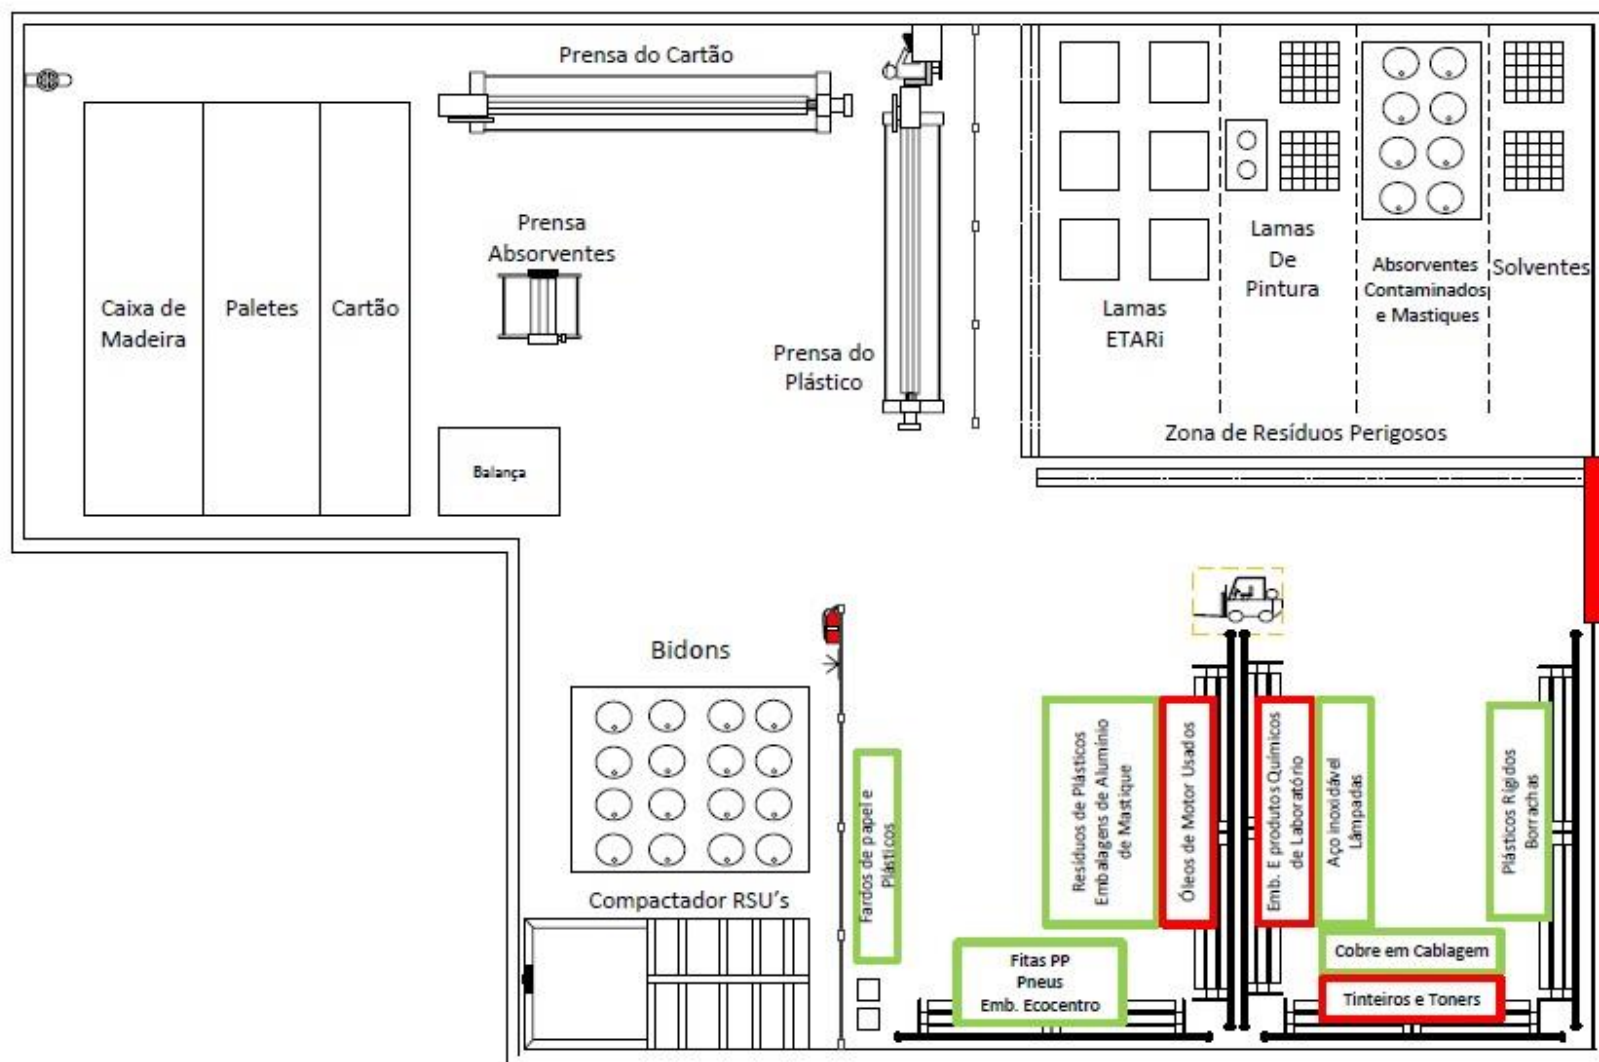 Prensa do Cartão
Prensa
Absorventes
Caixa de
Madeira
Paletes
Cartão
Prensa do
Plástico
Balança
Lamas
ETARi
Lamas
De
Pintura
Absorventes
Contaminados
e Mastiques
Solventes
Zona de Resíduos Perigosos
Bidons
Compactador RSU's
Fardos de papel e
Plásticos
Resíduos de Plásticos
Embalagens de Alumínio
de Mastique
Óleos de Motor Usados
Emb. E produtos Químicos
de Laboratório
Aço inoxidável
Lâmpadas
Plásticos Rígidos
Borrachas
Fitas PP
Pneus
Emb. Ecocentro
Cobre em Cablagem
Tinteiros e Toners